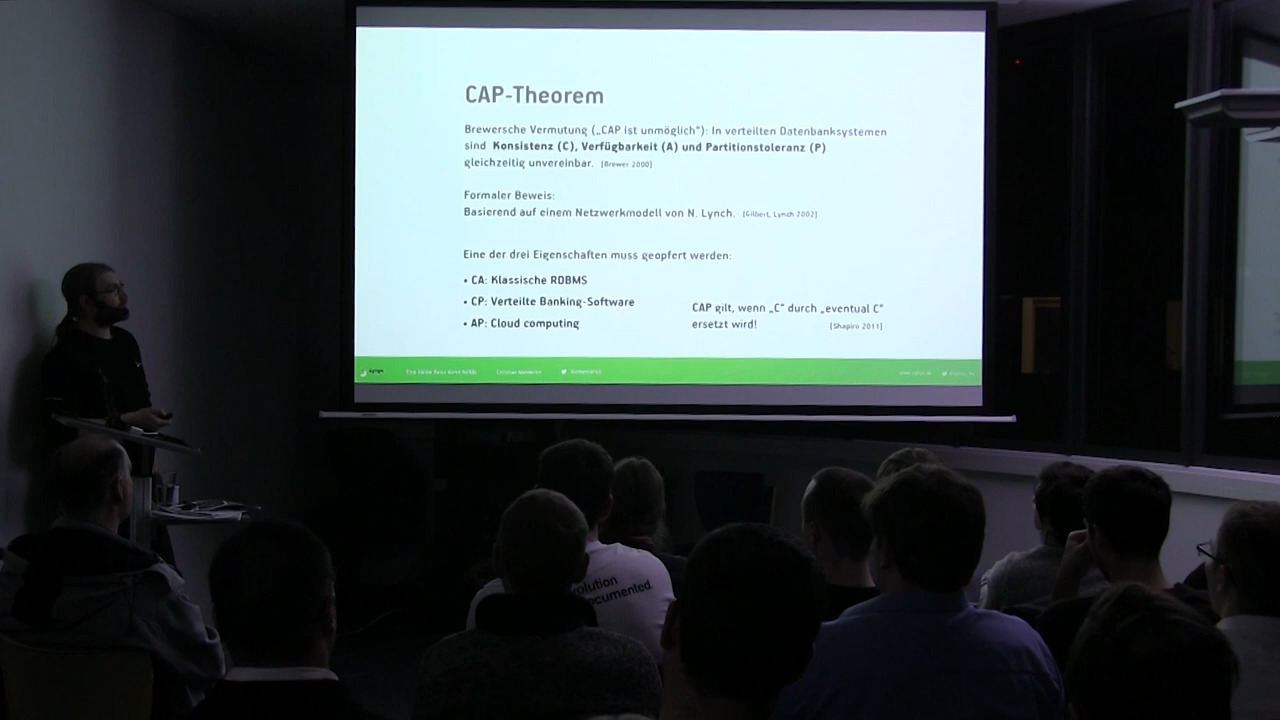 CAP-Theorem
Brewersche Vermutung („CAP ist unmöglich"): In verteilten Datenbanksystemen
sind Konsistenz (C), Verfügbarkeit (A) und Partitionstoleranz (P)
gleichzeitig unvereinbar. [Brewer 2000]
Formaler Beweis:
Basierend auf einem Netzwerkmodell von N. Lynch. [Gilbert, Lynch 2002]
Eine der drei Eigenschaften muss geopfert werden:
• CA: Klassische RDBMS
• CP: Verteilte Banking-Software
• AP: Cloud computing
CAP gilt, wenn „C" durch „eventual C"
ersetzt wird! [Shapiro 2011]
olution
ocumented.